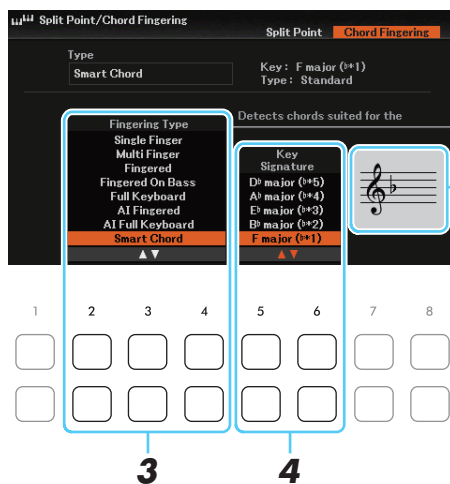 Split Point/Chord Fingering
Split Point Chord Fingering
Type
Smart Chord
Key : F major (♭*1)
Type : Standard
Detects chords suited for the
Fingering Type
Single Finger
Multi Finger
Fingered
Fingered On Bass
Full Keyboard
AI Fingered
AI Full Keyboard
Smart Chord
▲ ▼
Key
Signature
D♭ major (♭*5)
A♭ major (♭*4)
E♭ major (♭*3)
B♭ major (♭*2)
F major (♭*1)
▲ ▼
1 2 3 4 5 6 7 8
3 4